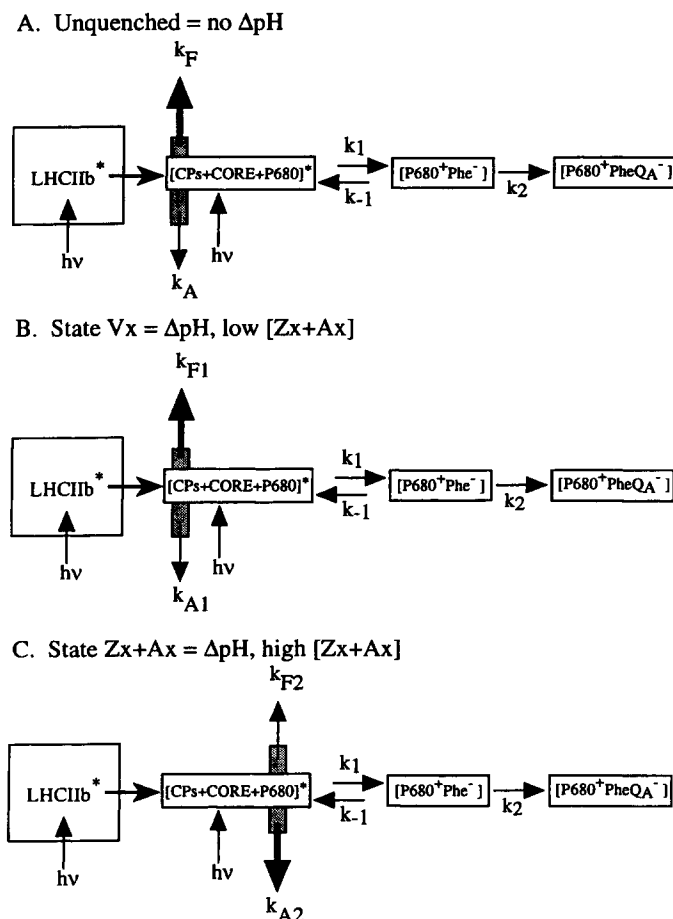 A. Unquenched = no ΔpH
kF
LHCIIb* [CPs+CORE+P680]* k1 k-1 [P680+Phe-] k2 [P680+PheQA-]
hν hν
kA
B. State Vx = ΔpH, low [Zx+Ax]
kF1
LHCIIb* [CPs+CORE+P680]* k1 k-1 [P680+Phe-] k2 [P680+PheQA-]
hν hν
kA1
C. State Zx+Ax = ΔpH, high [Zx+Ax]
kF2
LHCIIb* [CPs+CORE+P680]* k1 k-1 [P680+Phe-] k2 [P680+PheQA-]
hν hν
kA2